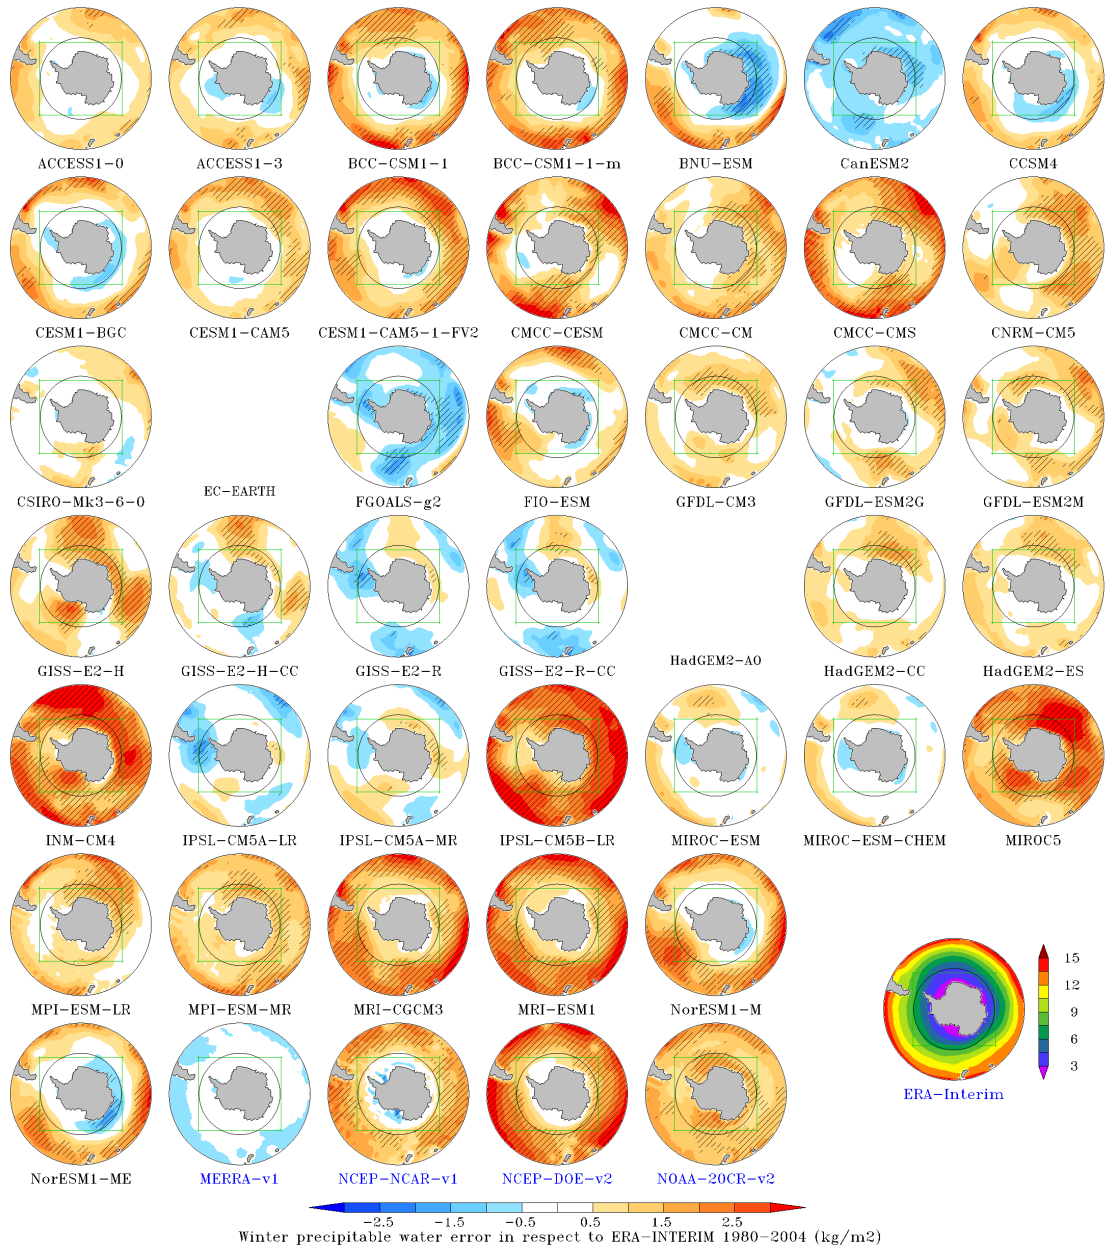 ACCESS1-0 ACCESS1-3 BCC-CSM1-1 BCC-CSM1-1-m BNU-ESM CanESM2 CCSM4
CESM1-BGC CESM1-CAM5 CESM1-CAM5-1-FV2 CMCC-CESM CMCC-CM CMCC-CMS CNRM-CM5
CSIRO-Mk3-6-0 EC-EARTH FGOALS-g2 FIO-ESM GFDL-CM3 GFDL-ESM2G GFDL-ESM2M
GISS-E2-H GISS-E2-H-CC GISS-E2-R GISS-E2-R-CC HadGEM2-AO HadGEM2-CC HadGEM2-ES
INM-CM4 IPSL-CM5A-LR IPSL-CM5A-MR IPSL-CM5B-LR MIROC-ESM MIROC-ESM-CHEM MIROC5
MPI-ESM-LR MPI-ESM-MR MRI-CGCM3 MRI-ESM1 NorESM1-M
15
12
9
6
3
ERA-Interim
NorESM1-ME MERRA-v1 NCEP-NCAR-v1 NCEP-DOE-v2 NOAA-20CR-v2
-2.5 -1.5 -0.5 0.5 1.5 2.5
Winter precipitable water error in respect to ERA-INTERIM 1980-2004 (kg/m2)